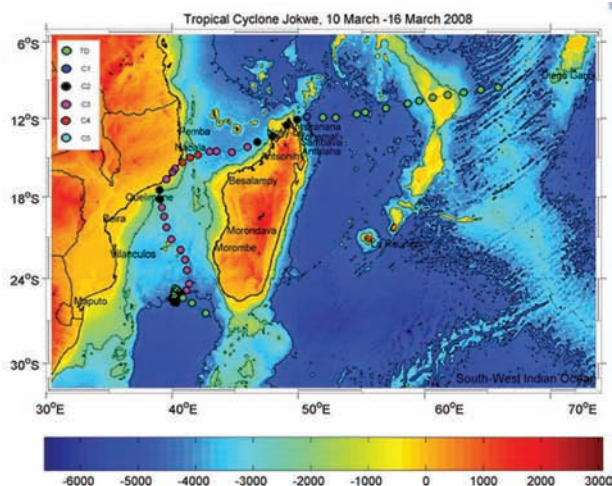 Tropical Cyclone Jokwe, 10 March -16 March 2008
6°S
12°S
18°S
24°S
30°S
TD
C1
C2
C3
C4
C5
Diego Garcia
Pemba
Nacala
Antsohihy
Sambava
Antalaha
Besalampy
Quelimane
Beira
Morondava
Morombe
Vilanculos
Maputo
South-West Indian Ocean
30°E
40°E
50°E
60°E
70°E
-6000
-5000
-4000
-3000
-2000
-1000
0
1000
2000
3000